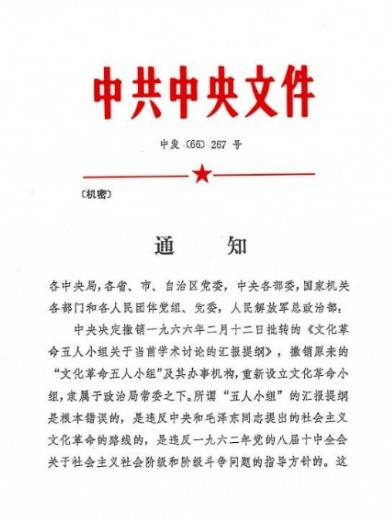 中共中央文件
中发〔66〕267 号
〔机密〕
通 知
各中央局，各省、市、自治区党委，中央各部委，国家机关
各部门和各人民团体党组、党委，人民解放军总政治部：
中央决定撤销一九六六年二月十二日批转的《文化革
命五人小组关于当前学术讨论的汇报提纲》，撤销原来的
“文化革命五人小组”及其办事机构，重新设立文化革命小
组，隶属于政治局常委之下。所谓“五人小组”的汇报提纲
是根本错误的，是违反中央和毛泽东同志提出的社会主义
文化革命的路线的，是违反一九六二年党的八届十中全会
关于社会主义社会阶级和阶级斗争问题的指导方针的。这